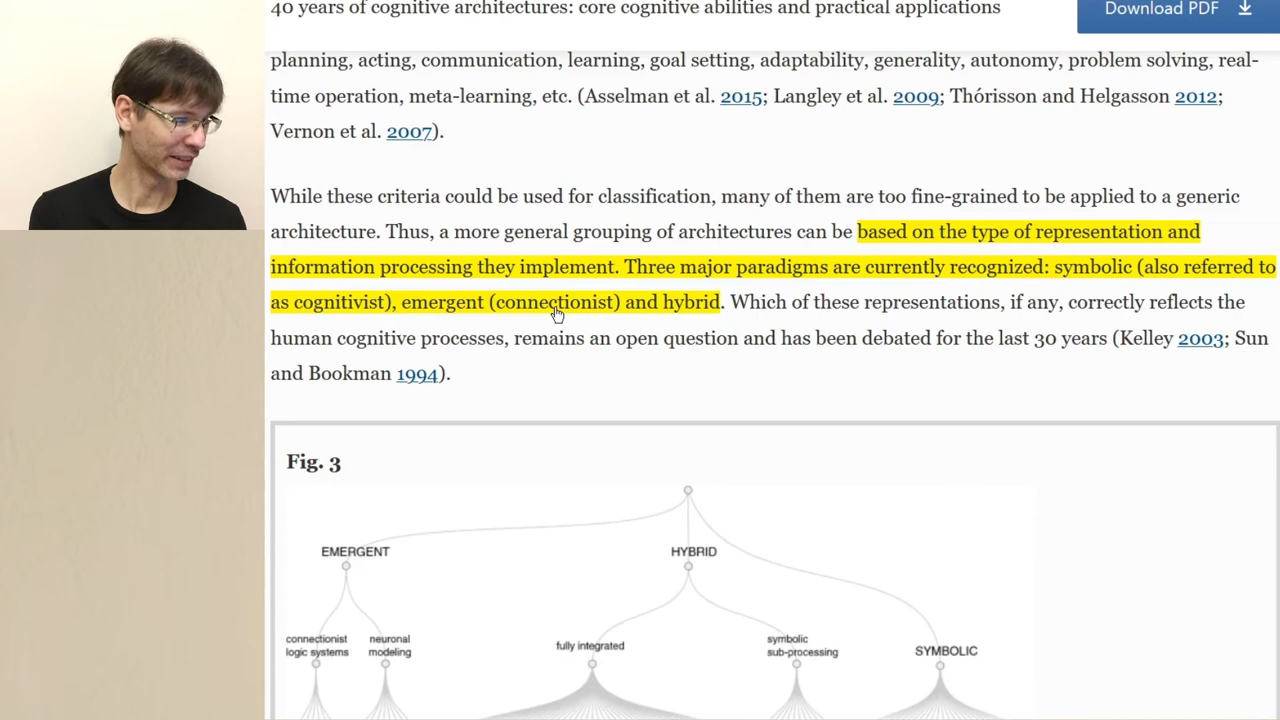 40 years of cognitive architectures: core cognitive abilities and practical applications
Download PDF
planning, acting, communication, learning, goal setting, adaptability, generality, autonomy, problem solving, real-
time operation, meta-learning, etc. (Asselman et al. 2015; Langley et al. 2009; Thórisson and Helgasson 2012;
Vernon et al. 2007).
While these criteria could be used for classification, many of them are too fine-grained to be applied to a generic
architecture. Thus, a more general grouping of architectures can be based on the type of representation and
information processing they implement. Three major paradigms are currently recognized: symbolic (also referred to
as cognitivist), emergent (connectionist) and hybrid. Which of these representations, if any, correctly reflects the
human cognitive processes, remains an open question and has been debated for the last 30 years (Kelley 2003; Sun
and Bookman 1994).
Fig. 3
EMERGENT
HYBRID
connectionist
logic systems
neuronal
modeling
fully integrated
symbolic
sub-processing
SYMBOLIC